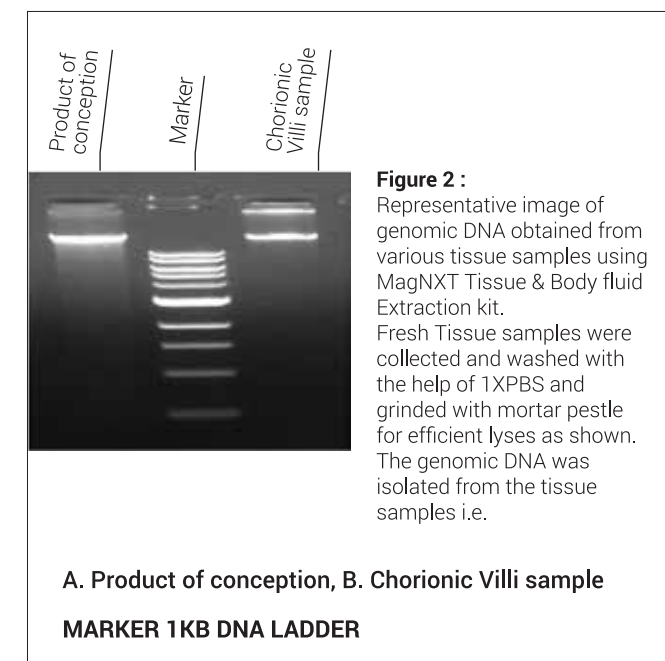 Product of
conception
Marker
Chorionic
Villi sample
Figure 2 :
Representative image of
genomic DNA obtained from
various tissue samples using
MagNXT Tissue & Body fluid
Extraction kit.
Fresh Tissue samples were
collected and washed with
the help of 1XPBS and
grinded with mortar pestle
for efficient lyses as shown.
The genomic DNA was
isolated from the tissue
samples i.e.
A. Product of conception, B. Chorionic Villi sample
MARKER 1KB DNA LADDER